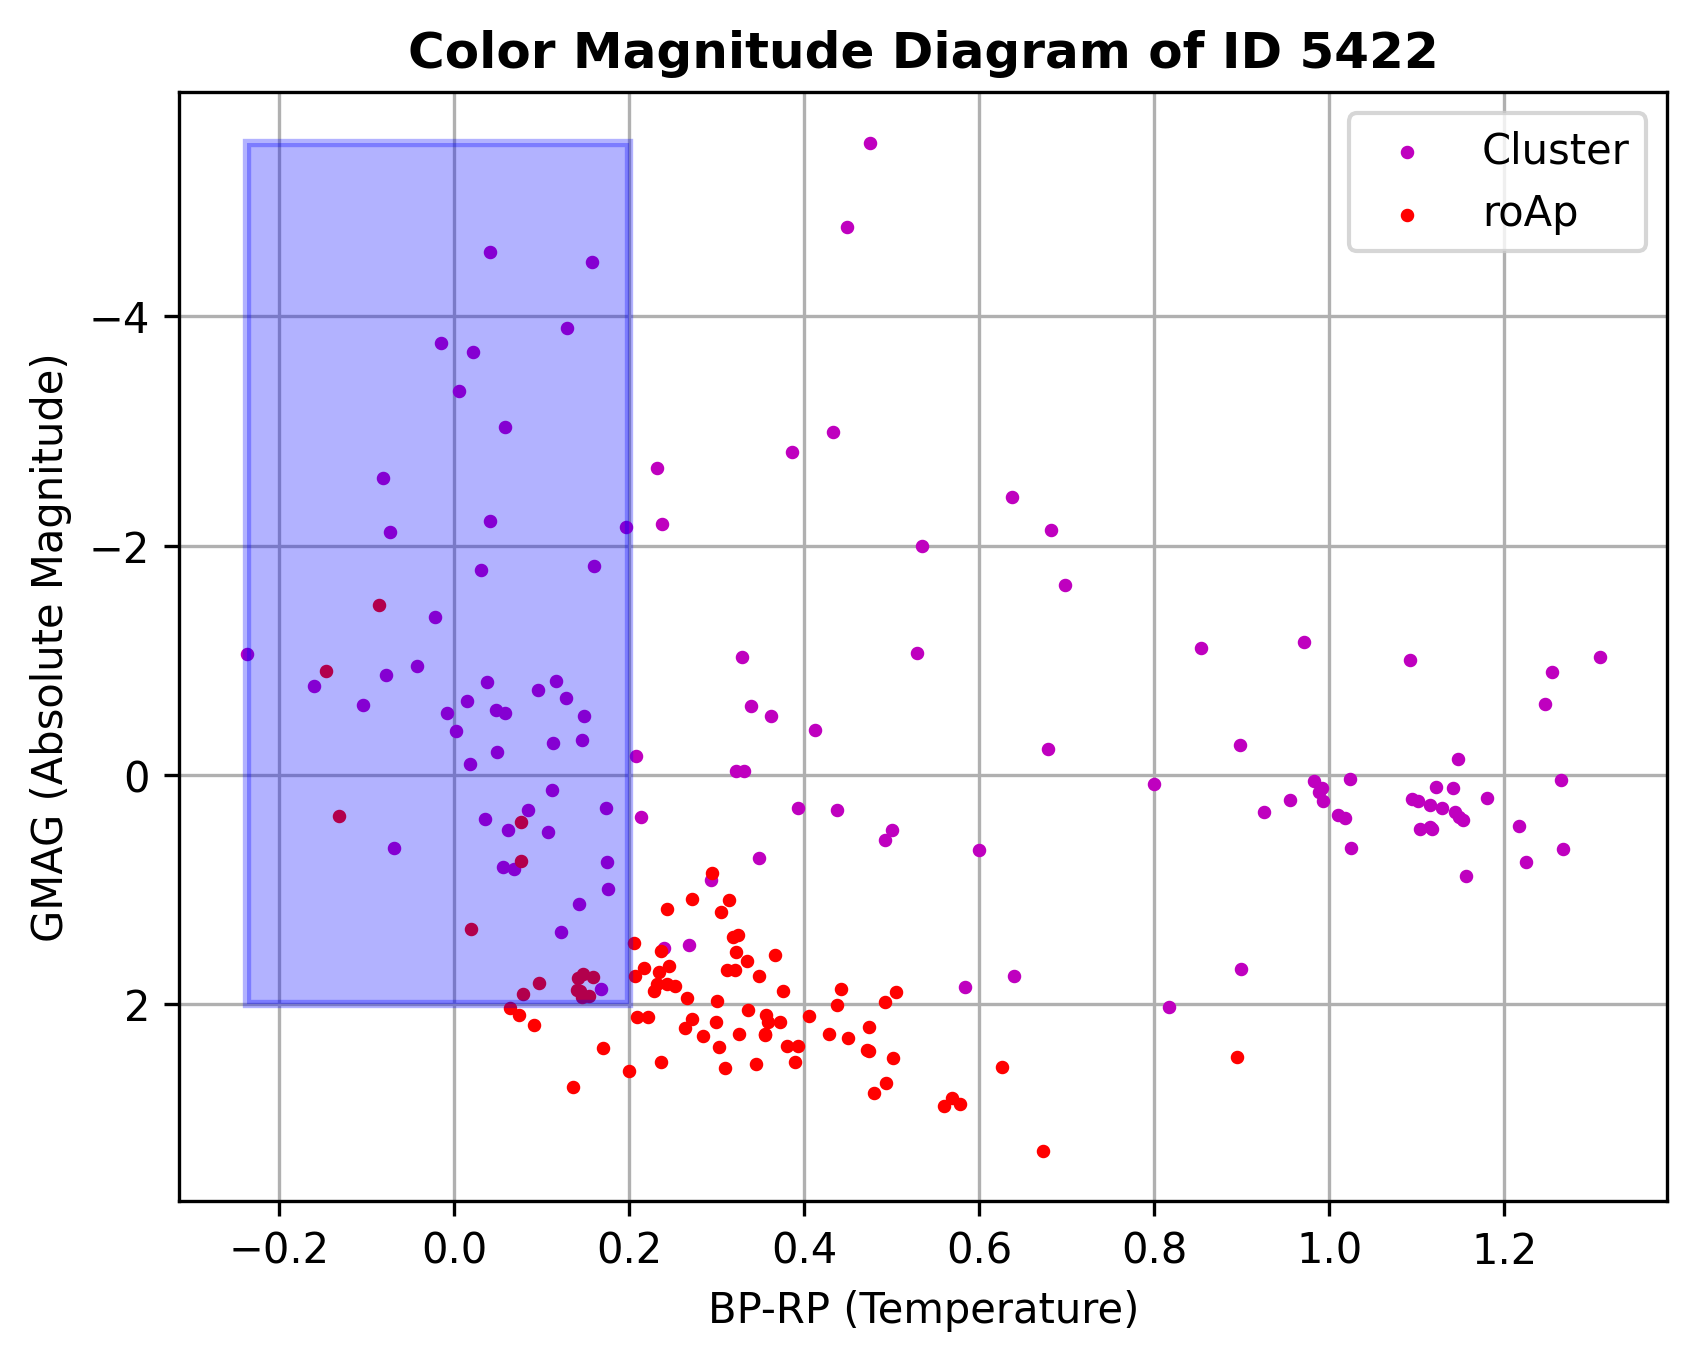 Color Magnitude Diagram of ID 5422
Cluster
roAp
GMAG (Absolute Magnitude)
−4
−2
0
2
−0.2 0.0 0.2 0.4 0.6 0.8 1.0 1.2
BP-RP (Temperature)